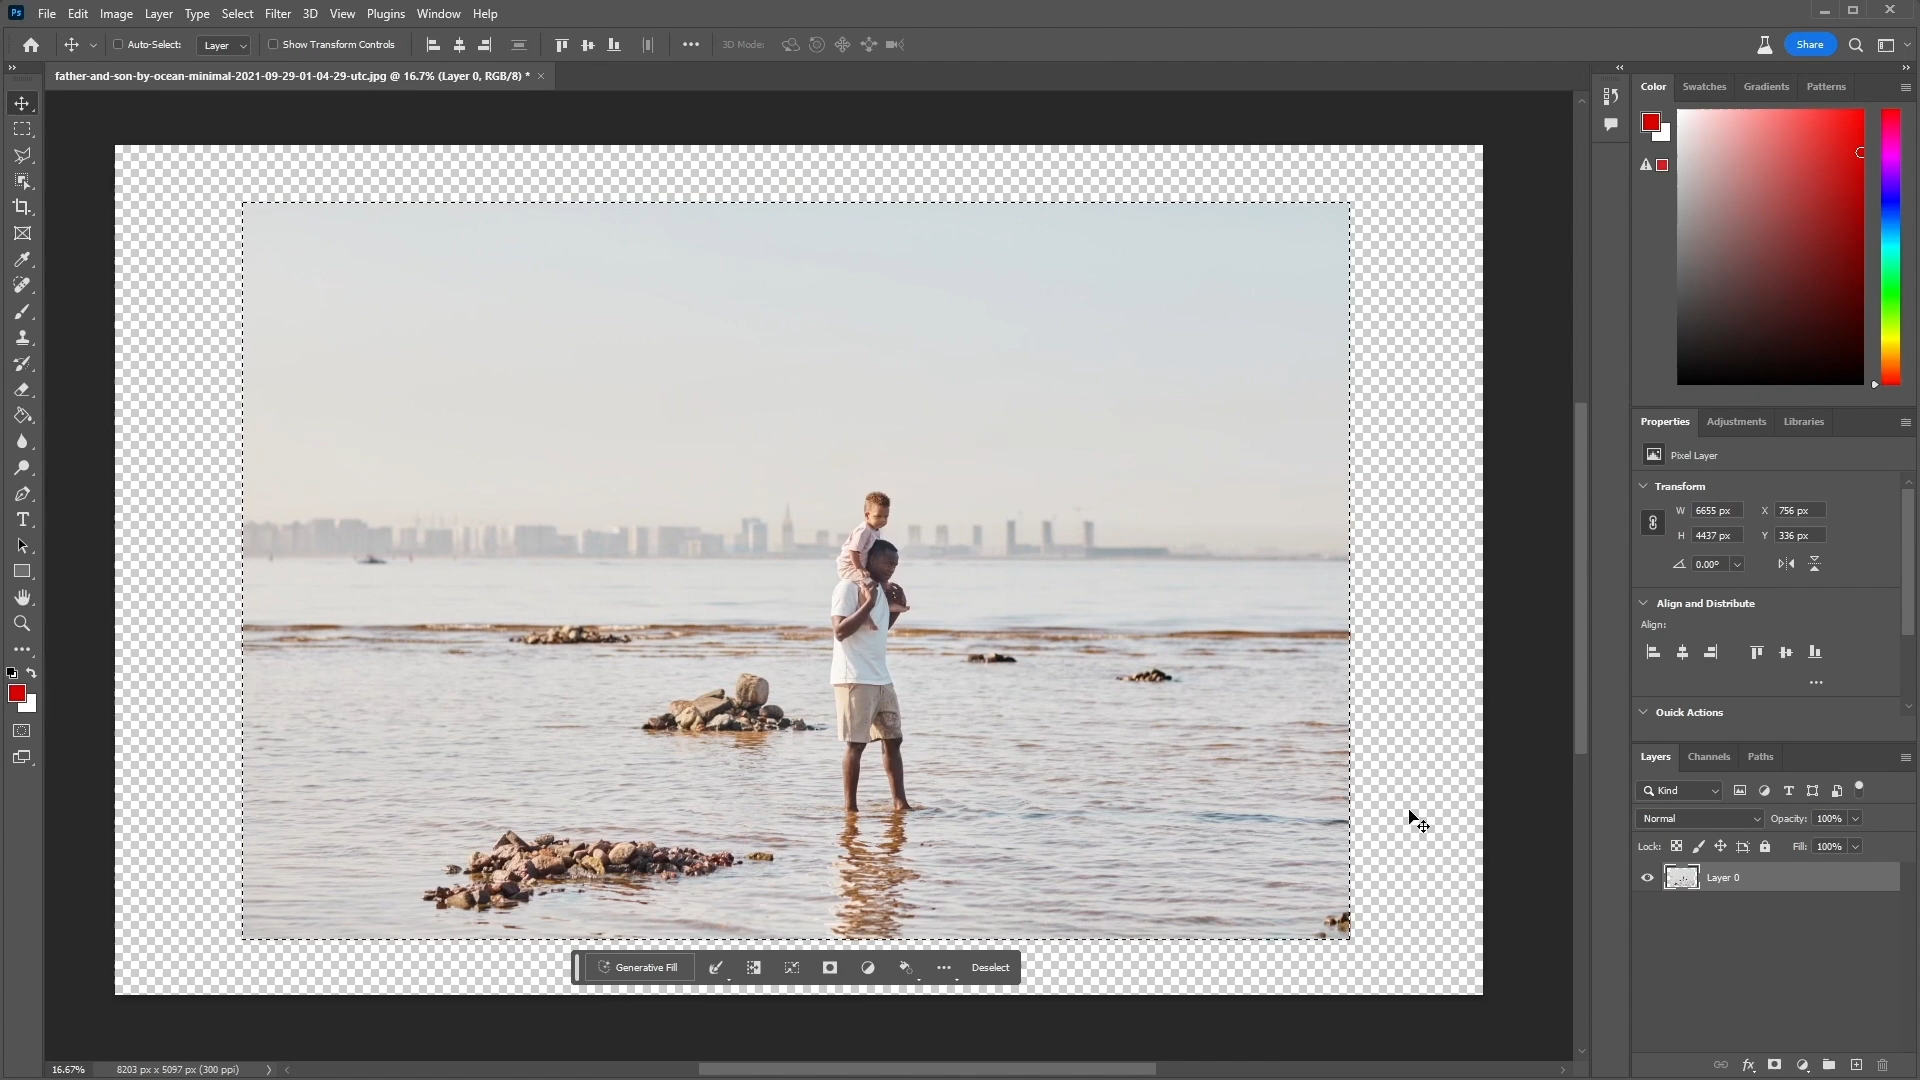 Ps File Edit Image Layer Type Select Filter 3D View Plugins Window Help
Auto-Select: Layer Show Transform Controls 3D Mode: Share
father-and-son-by-ocean-minimal-2021-09-29-01-04-29-utc.jpg @ 16.7% (Layer 0, RGB/8) *
Color Swatches Gradients Patterns
Properties Adjustments Libraries
Pixel Layer
Transform
W 6655 px X 756 px
H 4437 px Y 336 px
0.00°
Align and Distribute
Align:
Quick Actions
Layers Channels Paths
Kind
Normal Opacity: 100%
Lock: Fill: 100%
Layer 0
Generative Fill Deselect
16.67% 8203 px x 5097 px (300 ppi)